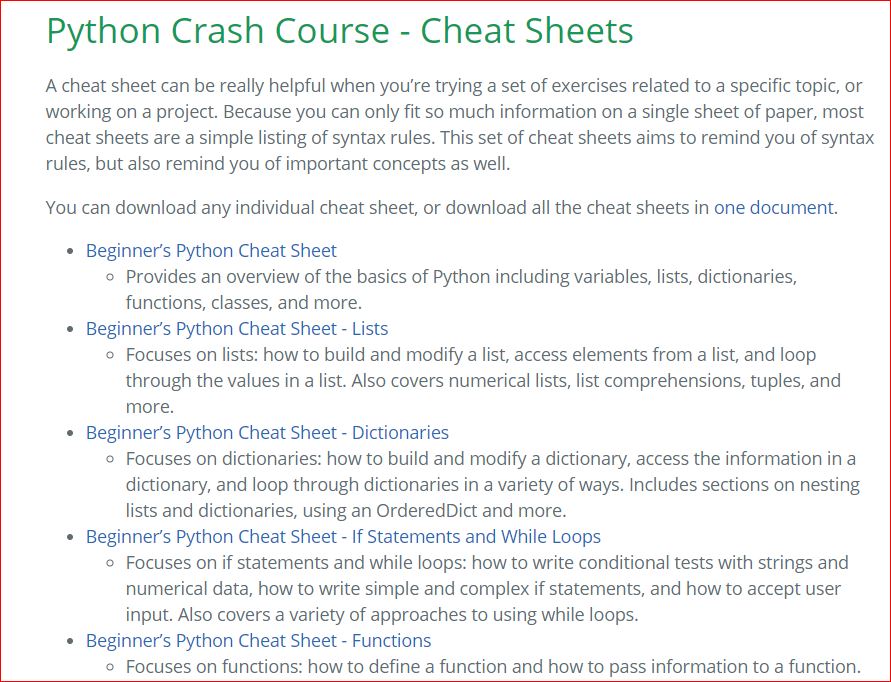 Python Crash Course - Cheat Sheets
A cheat sheet can be really helpful when you’re trying a set of exercises related to a specific topic, or
working on a project. Because you can only fit so much information on a single sheet of paper, most
cheat sheets are a simple listing of syntax rules. This set of cheat sheets aims to remind you of syntax
rules, but also remind you of important concepts as well.
You can download any individual cheat sheet, or download all the cheat sheets in one document.
• Beginner’s Python Cheat Sheet
◦ Provides an overview of the basics of Python including variables, lists, dictionaries,
functions, classes, and more.
• Beginner’s Python Cheat Sheet - Lists
◦ Focuses on lists: how to build and modify a list, access elements from a list, and loop
through the values in a list. Also covers numerical lists, list comprehensions, tuples, and
more.
• Beginner’s Python Cheat Sheet - Dictionaries
◦ Focuses on dictionaries: how to build and modify a dictionary, access the information in a
dictionary, and loop through dictionaries in a variety of ways. Includes sections on nesting
lists and dictionaries, using an OrderedDict and more.
• Beginner’s Python Cheat Sheet - If Statements and While Loops
◦ Focuses on if statements and while loops: how to write conditional tests with strings and
numerical data, how to write simple and complex if statements, and how to accept user
input. Also covers a variety of approaches to using while loops.
• Beginner’s Python Cheat Sheet - Functions
◦ Focuses on functions: how to define a function and how to pass information to a function.